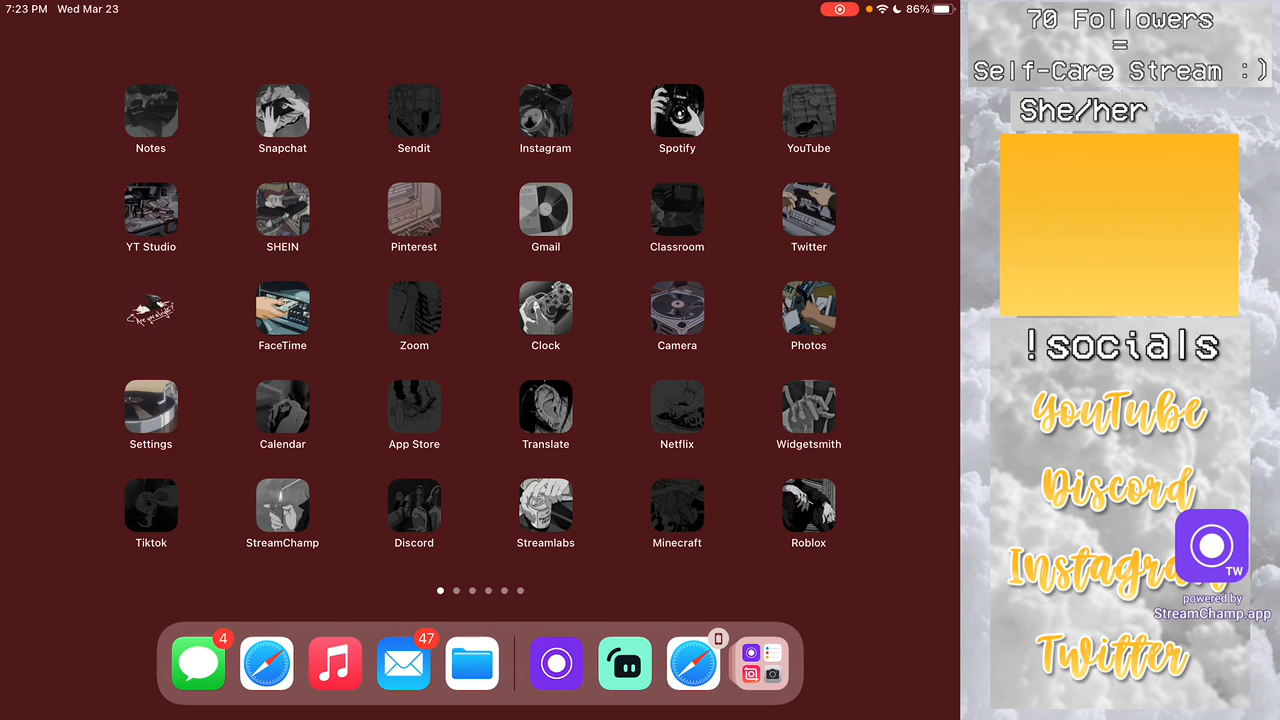 7:23 PM Wed Mar 23
86%
Notes Snapchat Sendit Instagram Spotify YouTube
YT Studio SHEIN Pinterest Gmail Classroom Twitter
Are you alright?
FaceTime Zoom Clock Camera Photos
Settings Calendar App Store Translate Netflix Widgetsmith
Tiktok StreamChamp Discord Streamlabs Minecraft Roblox
4
47
70 Followers
=
Self-Care Stream :)
She/her
!socials
YouTube
Discord
Instagram
TW
powered by
StreamChamp.app
Twitter